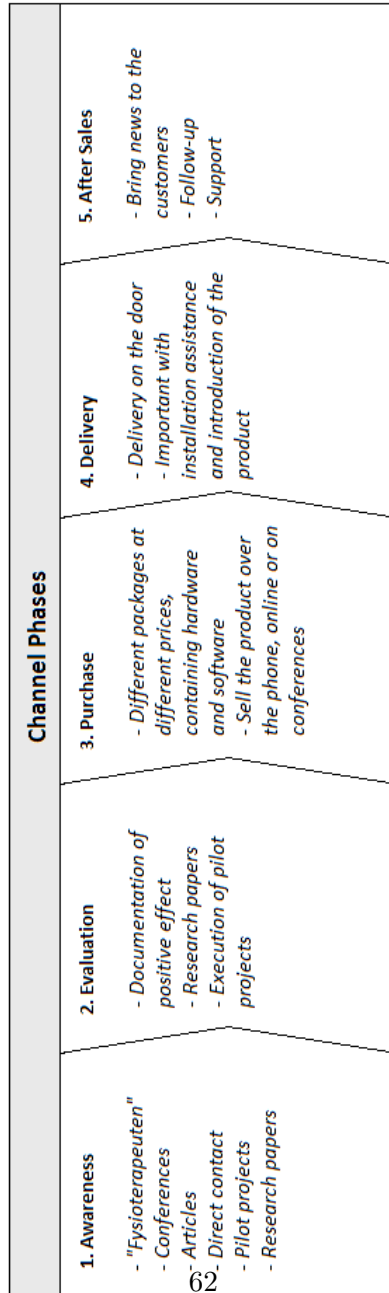 Channel Phases
1. Awareness
- "Fysioterapeuten"
- Conferences
- Articles
- Direct contact
- Pilot projects
- Research papers
2. Evaluation
- Documentation of
positive effect
- Research papers
- Execution of pilot
projects
3. Purchase
- Different packages at
different prices,
containing hardware
and software
- Sell the product over
the phone, online or on
conferences
4. Delivery
- Delivery on the door
- Important with
installation assistance
and introduction of the
product
5. After Sales
- Bring news to the
customers
- Follow-up
- Support
62